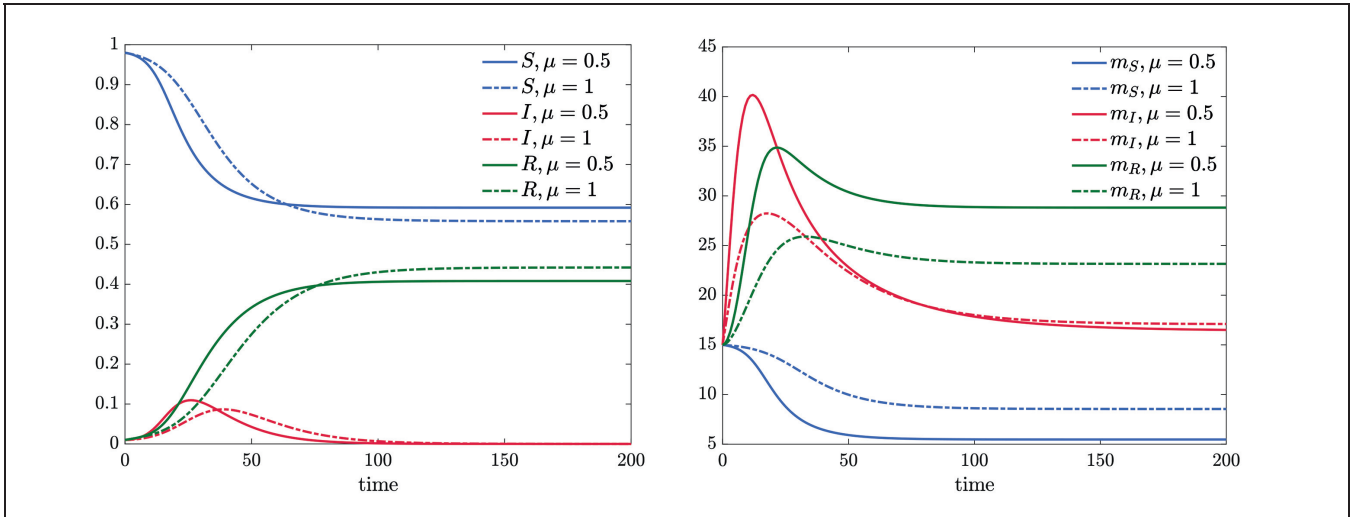 1
0.9
0.8
0.7
0.6
0.5
0.4
0.3
0.2
0.1
0
0 50 100 150 200
time
S, μ = 0.5
S, μ = 1
I, μ = 0.5
I, μ = 1
R, μ = 0.5
R, μ = 1
45
40
35
30
25
20
15
10
5
0 50 100 150 200
time
m_S, μ = 0.5
m_S, μ = 1
m_I, μ = 0.5
m_I, μ = 1
m_R, μ = 0.5
m_R, μ = 1